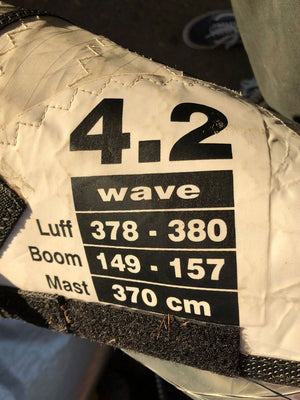 4.2
wave
Luff 378 - 380
Boom 149 - 157
Mast 370 cm